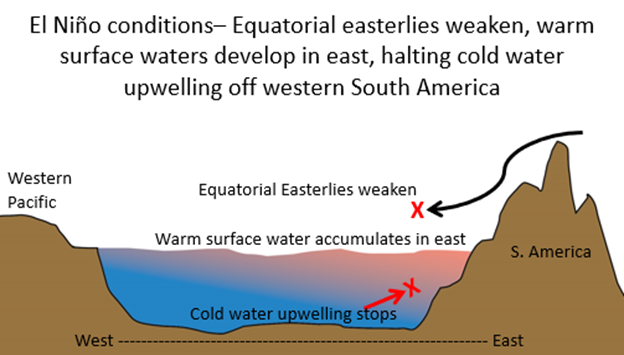 El Niño conditions– Equatorial easterlies weaken, warm
surface waters develop in east, halting cold water
upwelling off western South America
Western
Pacific
Equatorial Easterlies weaken
X
Warm surface water accumulates in east
S. America
X
Cold water upwelling stops
West ---------------------------------------------------- East